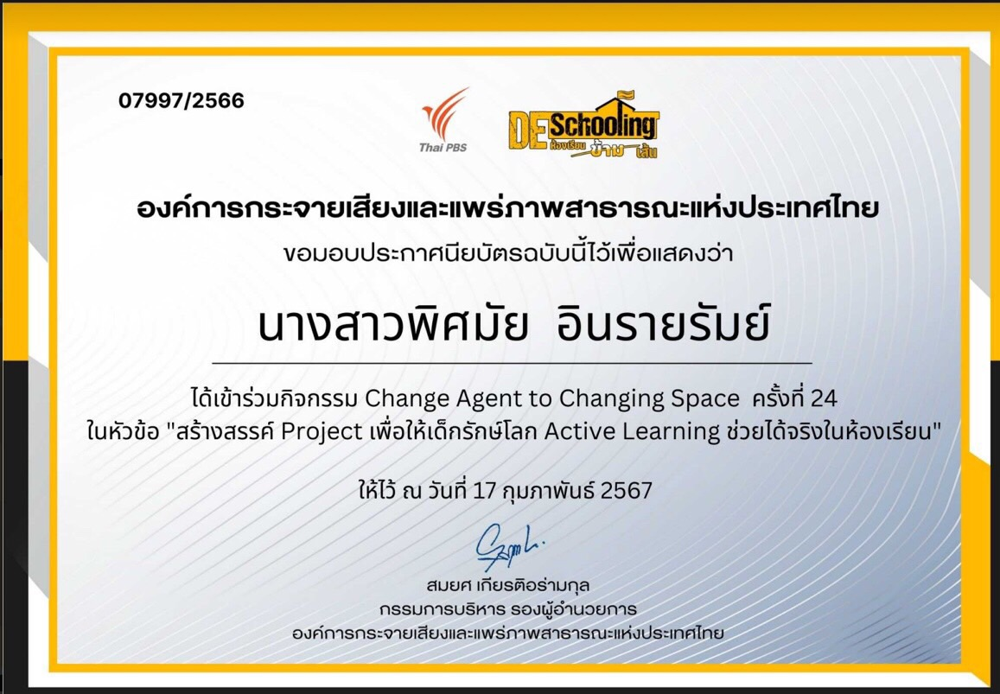 07997/2566
Thai PBS
DESchooling
ห้องเรียนข้ามเส้น
องค์การกระจายเสียงและแพร่ภาพสาธารณะแห่งประเทศไทย
ขอมอบประกาศนียบัตรฉบับนี้ไว้เพื่อแสดงว่า
นางสาวพิศมัย อินรายรัมย์
ได้เข้าร่วมกิจกรรม Change Agent to Changing Space ครั้งที่ 24
ในหัวข้อ "สร้างสรรค์ Project เพื่อให้เด็กรักษ์โลก Active Learning ช่วยได้จริงในห้องเรียน"
ให้ไว้ ณ วันที่ 17 กุมภาพันธ์ 2567
สมยศ เกียรติอร่ามกุล
กรรมการบริหาร รองผู้อำนวยการ
องค์การกระจายเสียงและแพร่ภาพสาธารณะแห่งประเทศไทย